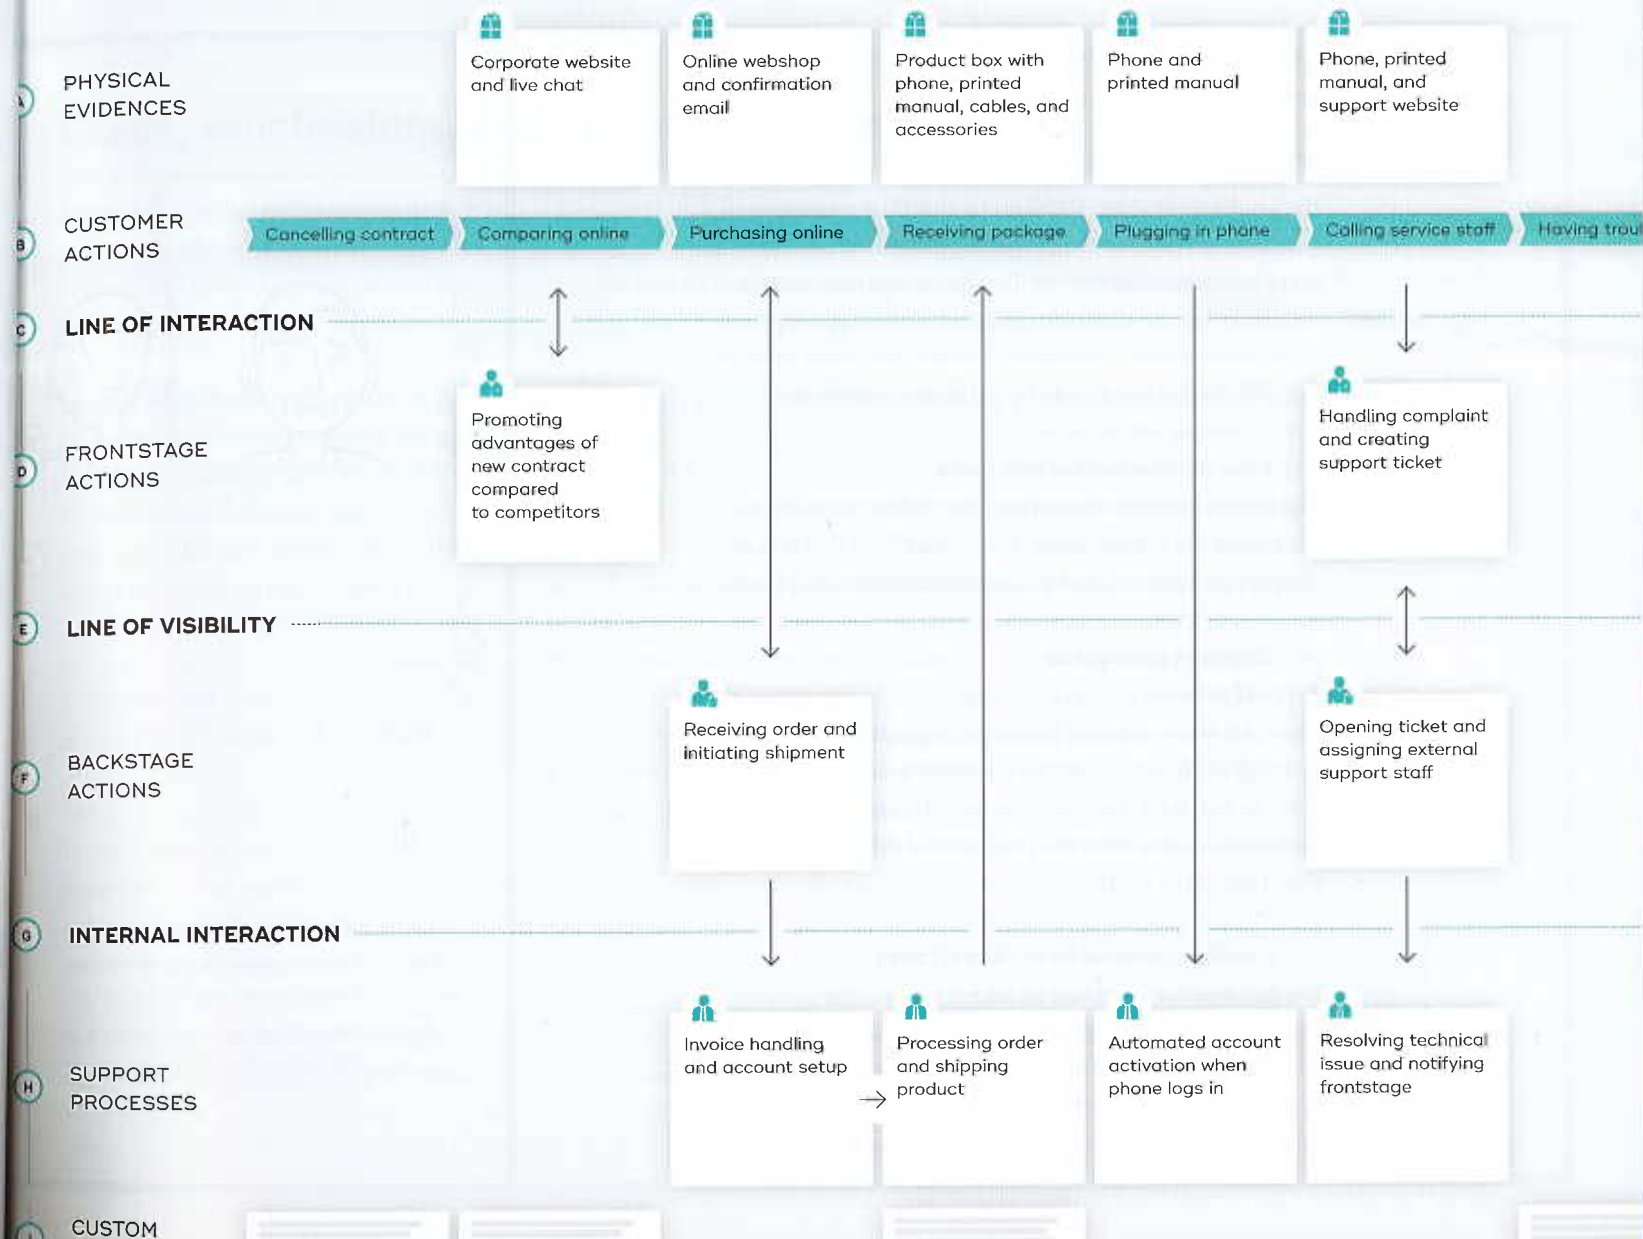 A
PHYSICAL
EVIDENCES
Corporate website
and live chat
Online webshop
and confirmation
email
Product box with
phone, printed
manual, cables, and
accessories
Phone and
printed manual
Phone, printed
manual, and
support website
B
CUSTOMER
ACTIONS
Cancelling contract
Comparing online
Purchasing online
Receiving package
Plugging in phone
Calling service staff
Having troul
C
LINE OF INTERACTION
D
FRONTSTAGE
ACTIONS
Promoting
advantages of
new contract
compared
to competitors
Handling complaint
and creating
support ticket
E
LINE OF VISIBILITY
F
BACKSTAGE
ACTIONS
Receiving order and
initiating shipment
Opening ticket and
assigning external
support staff
G
INTERNAL INTERACTION
H
SUPPORT
PROCESSES
Invoice handling
and account setup
Processing order
and shipping
product
Automated account
activation when
phone logs in
Resolving technical
issue and notifying
frontstage
CUSTOM